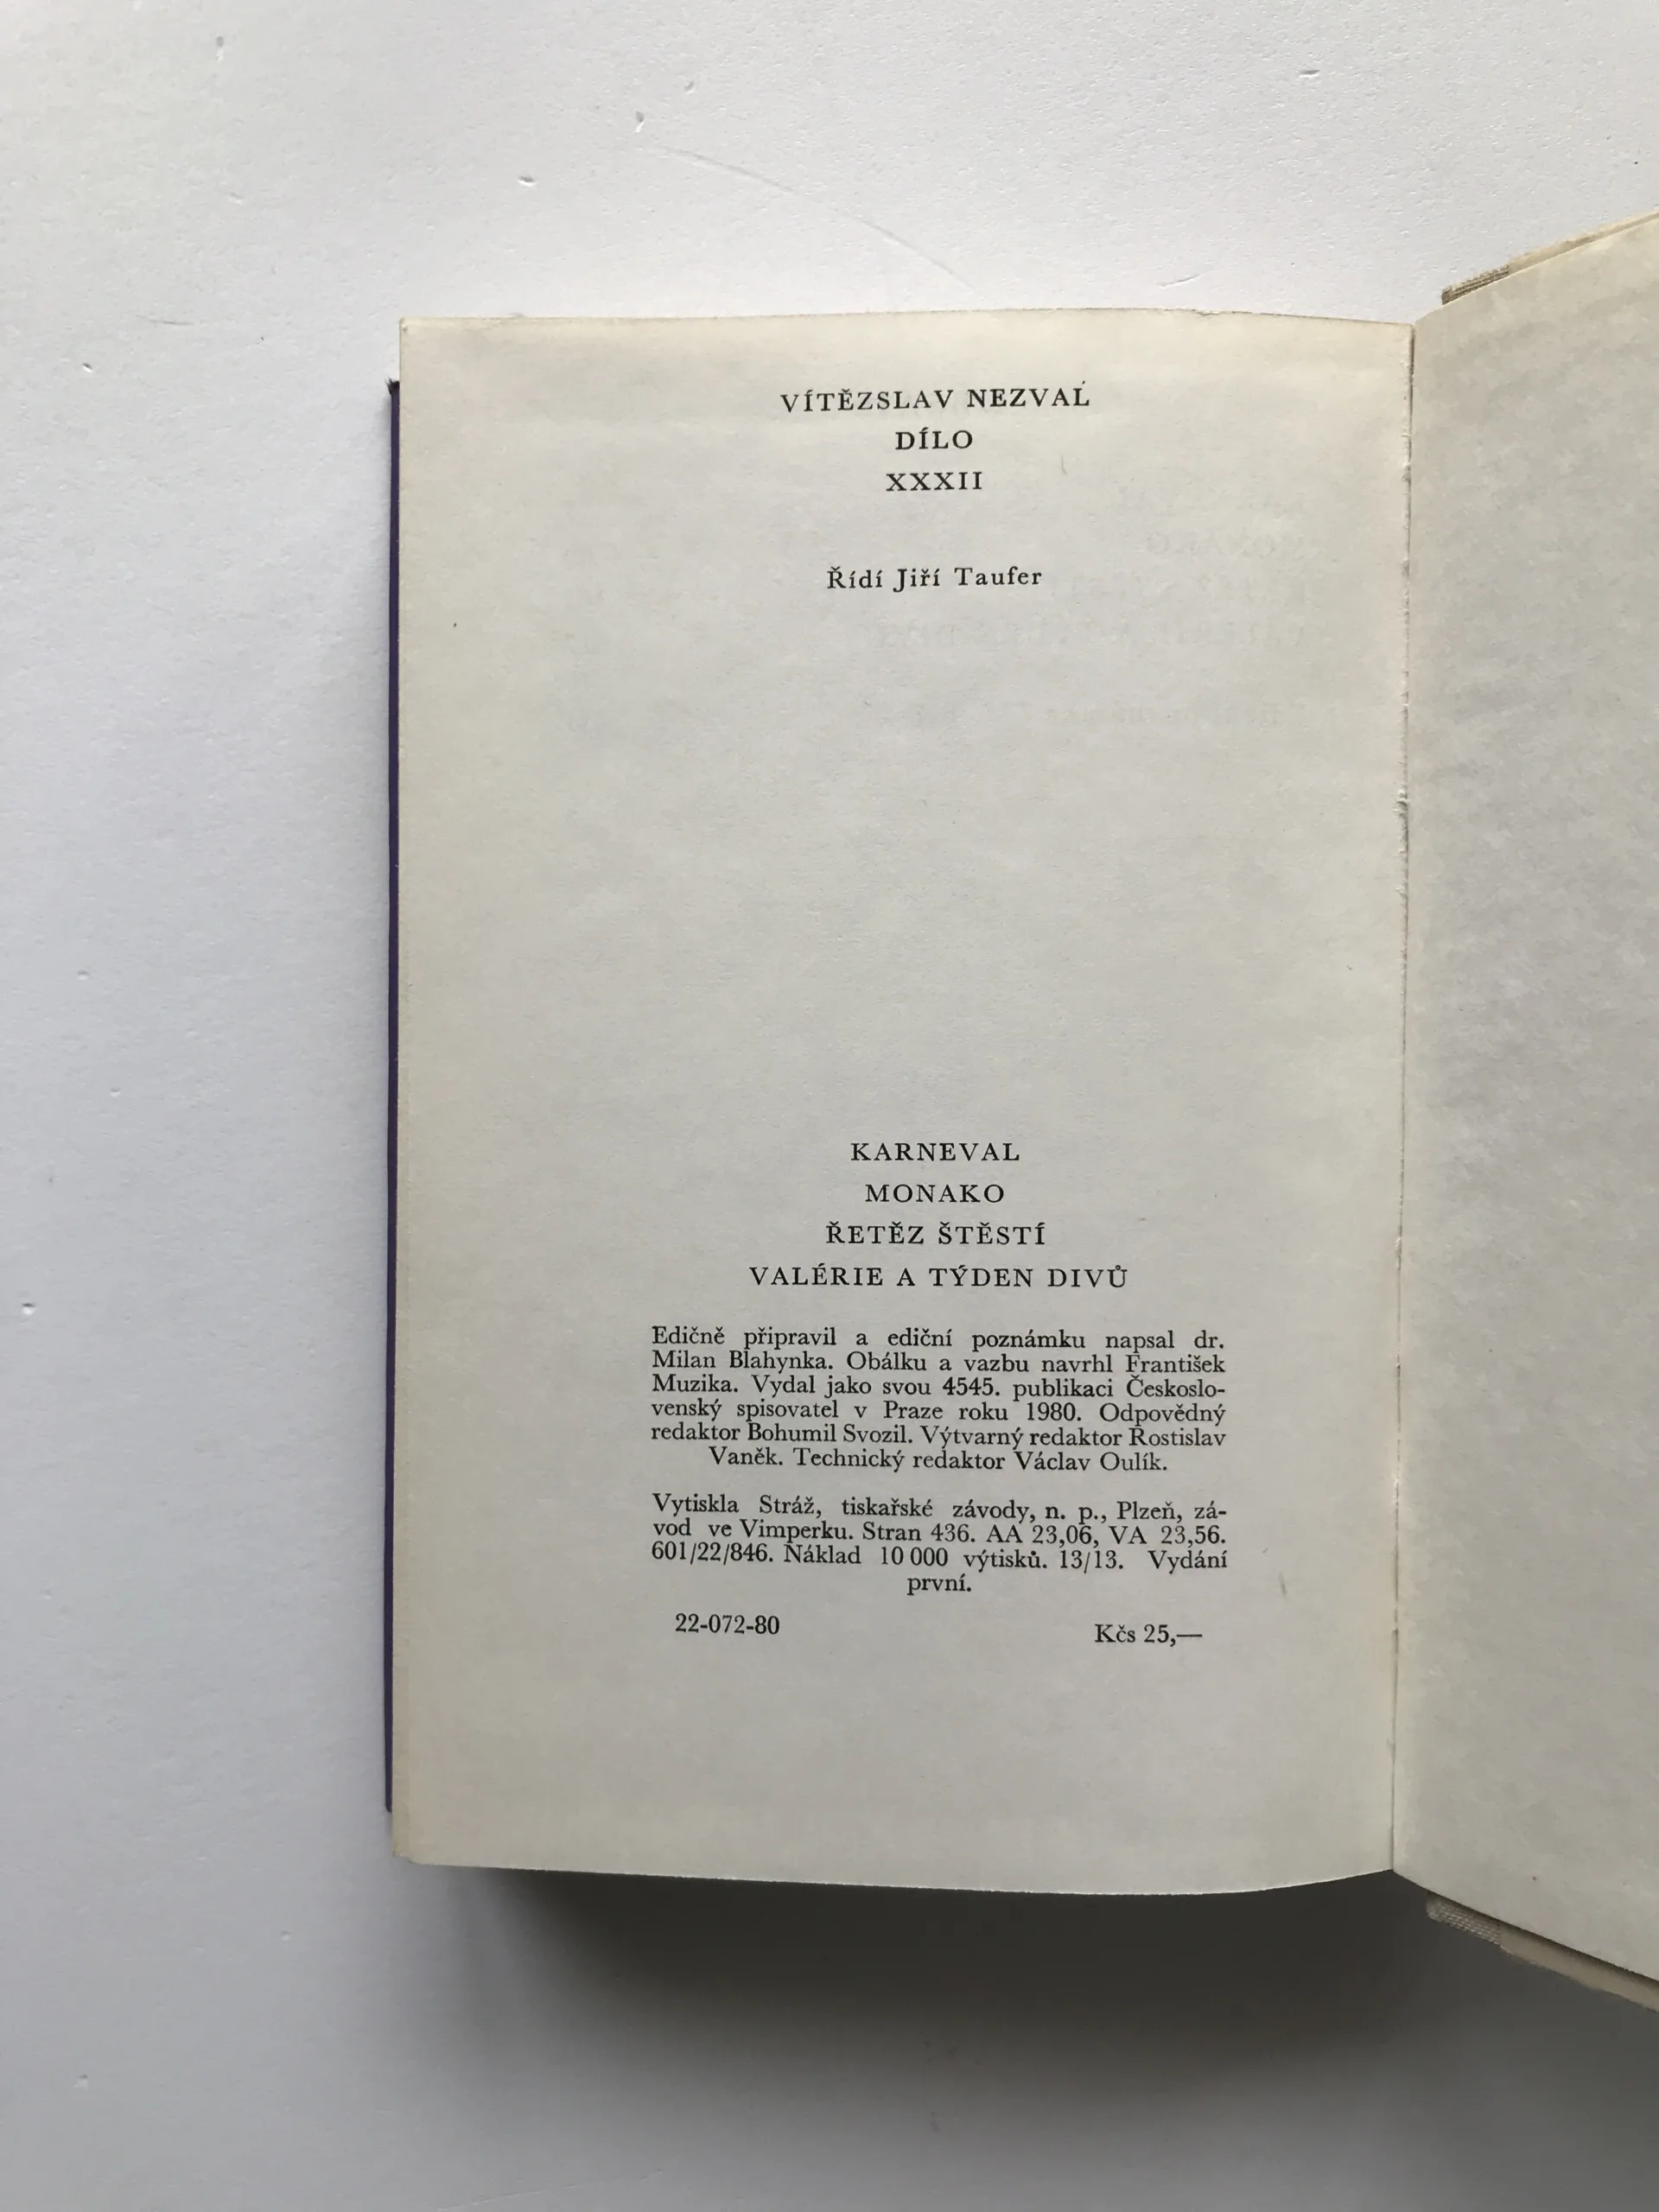 VÍTĚZSLAV NEZVAL
DÍLO
XXXII
Řídí Jiří Taufer
KARNEVAL
MONAKO
ŘETĚZ ŠTĚSTÍ
VALÉRIE A TÝDEN DIVŮ
Edičně připravil a ediční poznámku napsal dr.
Milan Blahynka. Obálku a vazbu navrhl František
Muzika. Vydal jako svou 4545. publikaci Českoslo-
venský spisovatel v Praze roku 1980. Odpovědný
redaktor Bohumil Svozil. Výtvarný redaktor Rostislav
Vaněk. Technický redaktor Václav Oulík.
Vytiskla Stráž, tiskařské závody, n. p., Plzeň, zá-
vod ve Vimperku. Stran 436. AA 23,06, VA 23,56.
601/22/846. Náklad 10 000 výtisků. 13/13. Vydání
první.
22-072-80 Kčs 25,—